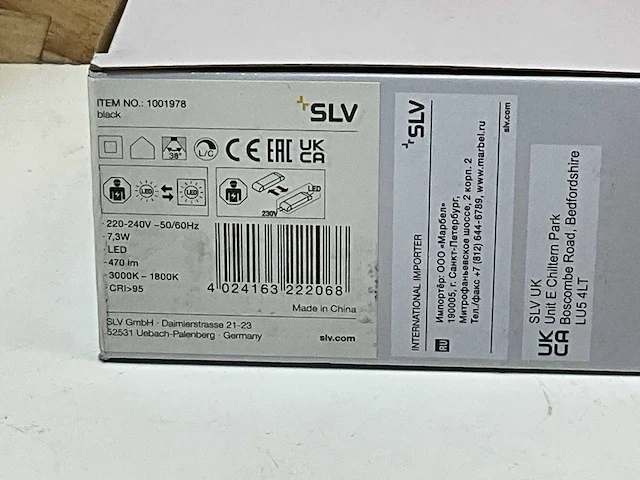 ITEM NO.: 1001978
black
SLV
38°
L/C
CE EAC UK CA
LED
LED
LED
230V
220-240V ~50/60Hz
7,3W
LED
470 lm
3000K - 1800K
CRI>95
4 024163 222068
Made in China
SLV GmbH · Daimlerstrasse 21-23
52531 Uebach-Palenberg · Germany
slv.com
SLV
slv.com
INTERNATIONAL IMPORTER
RU
Импортёр: ООО «Марбел»
190005, г. Санкт-Петербург,
Митрофаньевское шоссе, 2 корп. 2
Тел./факс +7 (812) 644-6789, www.marbel.ru
UK
CA
SLV UK
Unit E Chiltern Park
Boscombe Road, Bedfordshire
LU5 4LT